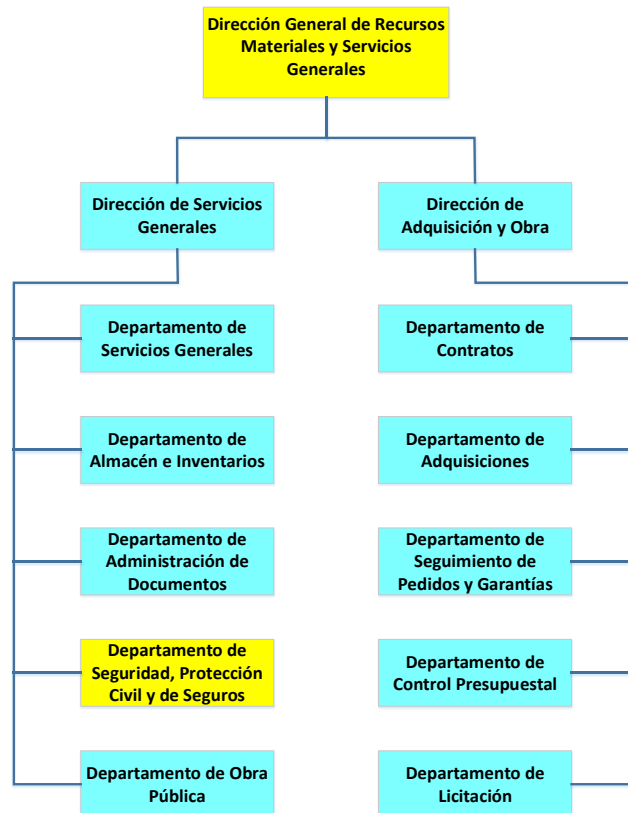 Dirección General de Recursos
Materiales y Servicios
Generales
Dirección de Servicios
Generales
Dirección de
Adquisición y Obra
Departamento de
Servicios Generales
Departamento de
Contratos
Departamento de
Almacén e Inventarios
Departamento de
Adquisiciones
Departamento de
Administración de
Documentos
Departamento de
Seguimiento de
Pedidos y Garantías
Departamento de
Seguridad, Protección
Civil y de Seguros
Departamento de
Control Presupuestal
Departamento de Obra
Pública
Departamento de
Licitación